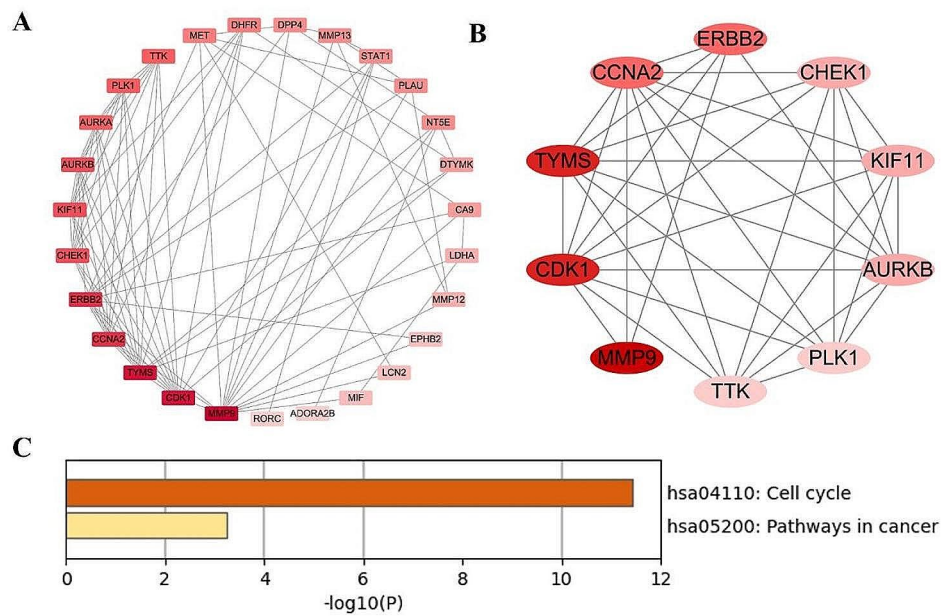 A
MET
DHFR
DPP4
MMP13
STAT1
PLAU
NT5E
DTYMK
CA9
LDHA
MMP12
EPHB2
LCN2
MIF
ADORA2B
RORC
MMP9
CDK1
TYMS
CCNA2
ERBB2
CHEK1
KIF11
AURKB
AURKA
PLK1
TTK
B
ERBB2
CHEK1
KIF11
AURKB
PLK1
TTK
MMP9
CDK1
TYMS
CCNA2
C
hsa04110: Cell cycle
hsa05200: Pathways in cancer
0 2 4 6 8 10 12
-log10(P)